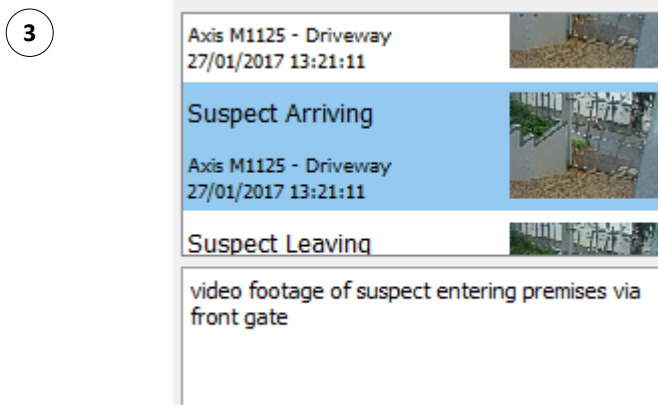 3
Axis M1125 - Driveway
27/01/2017 13:21:11
Suspect Arriving
Axis M1125 - Driveway
27/01/2017 13:21:11
Suspect Leaving
video footage of suspect entering premises via
front gate